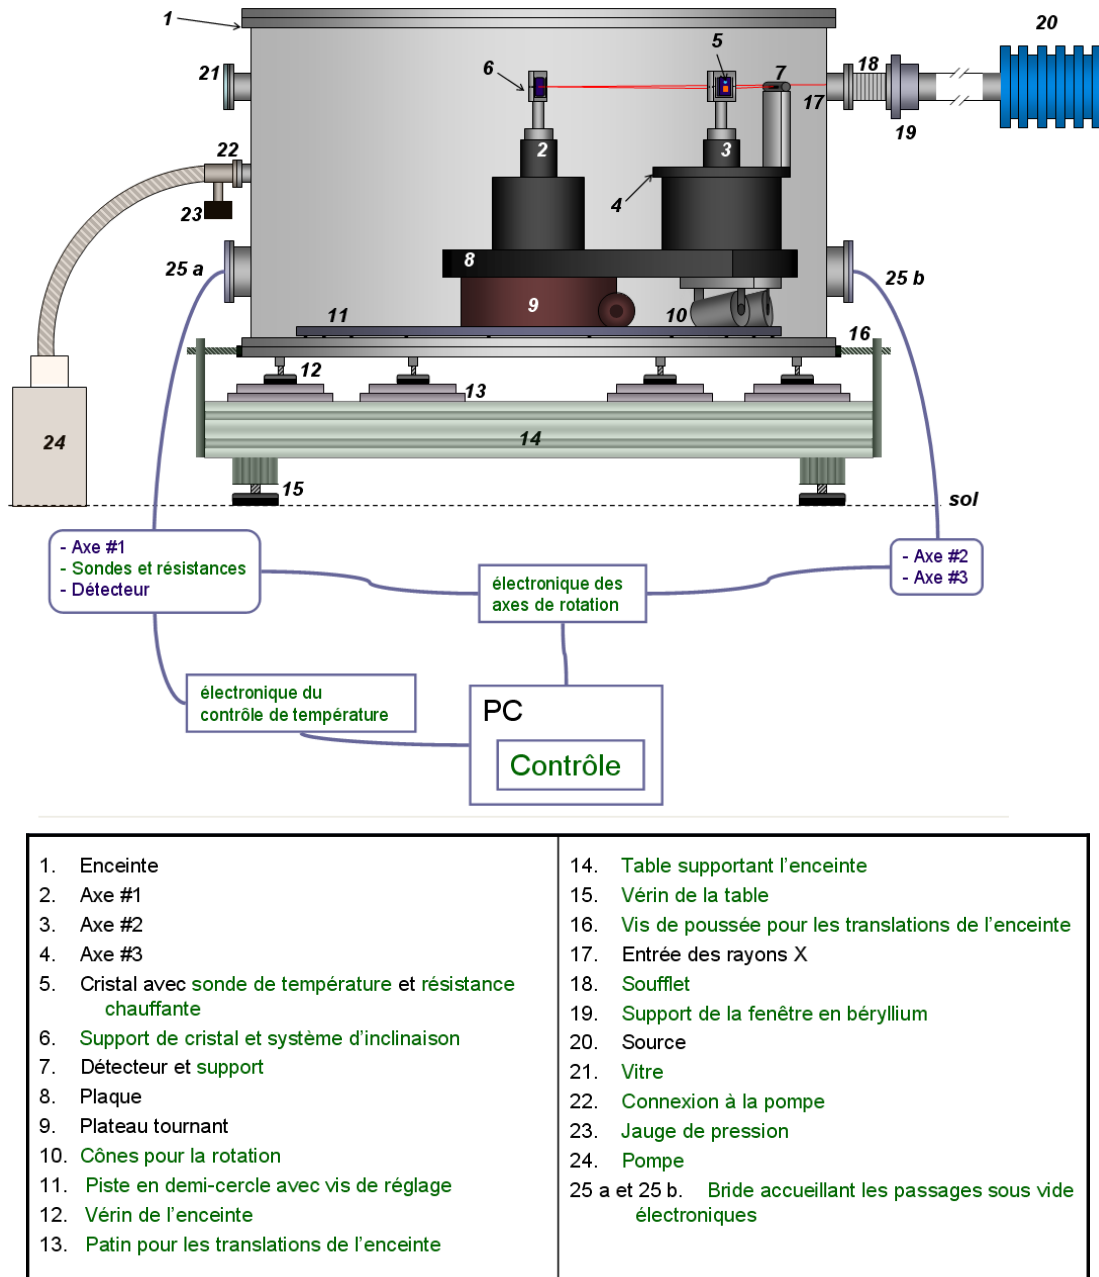 1
20
5
21
6
7
18
17
19
22
2
3
23
4
25 a
8
25 b
9
10
11
16
12
13
24
14
15
sol
- Axe #1
- Sondes et résistances
- Détecteur
électronique des
axes de rotation
- Axe #2
- Axe #3
électronique du
contrôle de température
PC
Contrôle
1. Enceinte
2. Axe #1
3. Axe #2
4. Axe #3
5. Cristal avec sonde de température et résistance
chauffante
6. Support de cristal et système d'inclinaison
7. Détecteur et support
8. Plaque
9. Plateau tournant
10. Cônes pour la rotation
11. Piste en demi-cercle avec vis de réglage
12. Vérin de l'enceinte
13. Patin pour les translations de l'enceinte
14. Table supportant l'enceinte
15. Vérin de la table
16. Vis de poussée pour les translations de l'enceinte
17. Entrée des rayons X
18. Soufflet
19. Support de la fenêtre en béryllium
20. Source
21. Vitre
22. Connexion à la pompe
23. Jauge de pression
24. Pompe
25 a et 25 b. Bride accueillant les passages sous vide
électroniques